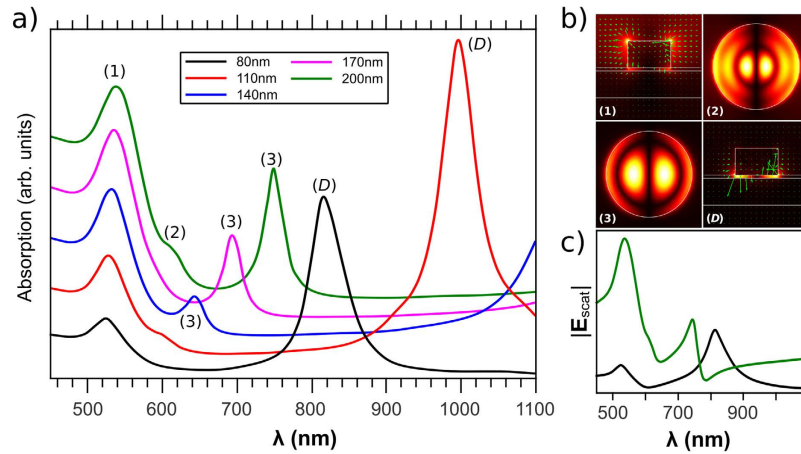 a)
Absorption (arb. units)
80nm
110nm
140nm
170nm
200nm
(1)
(2)
(3)
(3)
(3)
(D)
(D)
500 600 700 800 900 1000 1100
λ (nm)
b)
(1)
(2)
(3)
(D)
c)
|E_scat|
500 700 900
λ (nm)